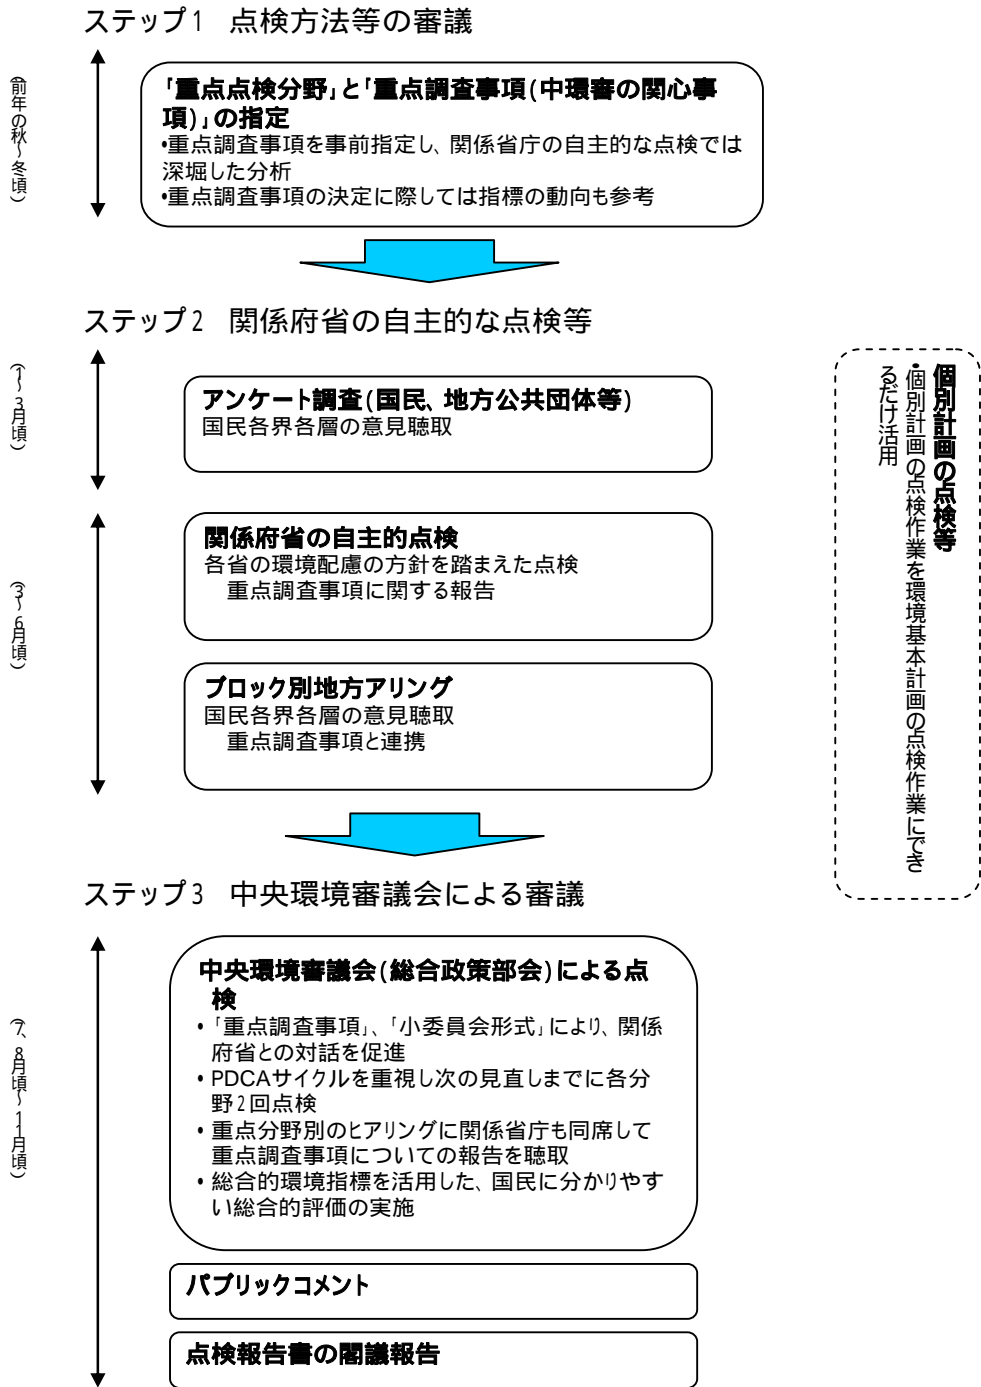 ステップ1 点検方法等の審議
(前年の秋~冬頃)
「重点点検分野」と「重点調査事項(中環審の関心事
項)」の指定
•重点調査事項を事前指定し、関係省庁の自主的な点検では
深堀した分析
•重点調査事項の決定に際しては指標の動向も参考
ステップ2 関係府省の自主的な点検等
(1~3月頃)
アンケート調査(国民、地方公共団体等)
国民各界各層の意見聴取
(3~6月頃)
関係府省の自主的点検
各省の環境配慮の方針を踏まえた点検
重点調査事項に関する報告
ブロック別地方アリング
国民各界各層の意見聴取
重点調査事項と連携
個別計画の点検等
•個別計画の点検作業を環境基本計画の点検作業にでき
るだけ活用
ステップ3 中央環境審議会による審議
(7、8月頃~11月頃)
中央環境審議会(総合政策部会)による点
検
•「重点調査事項」、「小委員会形式」により、関係
府省との対話を促進
•PDCAサイクルを重視し次の見直しまでに各分
野2回点検
•重点分野別のヒアリングに関係省庁も同席して
重点調査事項についての報告を聴取
•総合的環境指標を活用した、国民に分かりやす
い総合的評価の実施
パブリックコメント
点検報告書の閣議報告